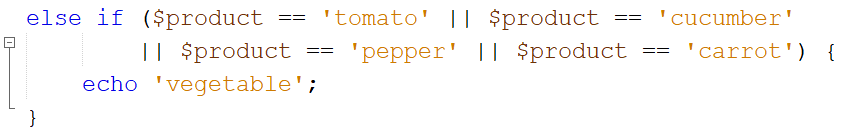 else if ($product == 'tomato' || $product == 'cucumber'
|| $product == 'pepper' || $product == 'carrot') {
echo 'vegetable';
}